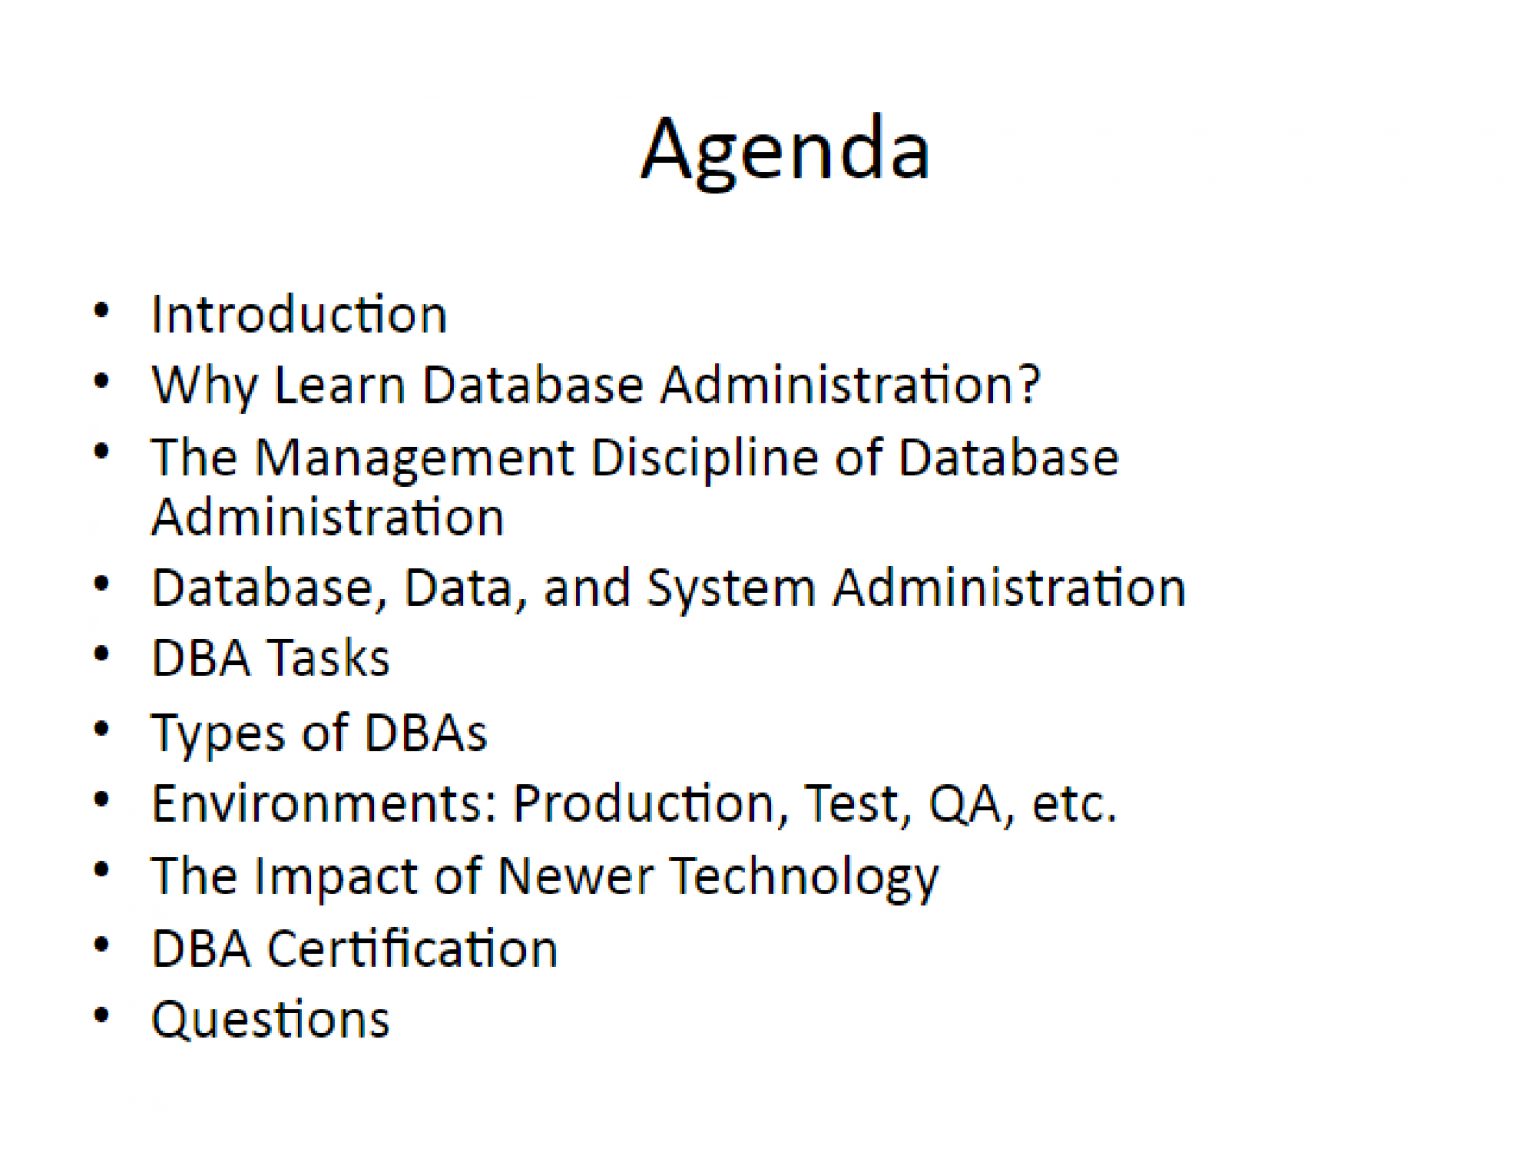 Agenda
• Introduction
• Why Learn Database Administration?
• The Management Discipline of Database
Administration
• Database, Data, and System Administration
• DBA Tasks
• Types of DBAs
• Environments: Production, Test, QA, etc.
• The Impact of Newer Technology
• DBA Certification
• Questions